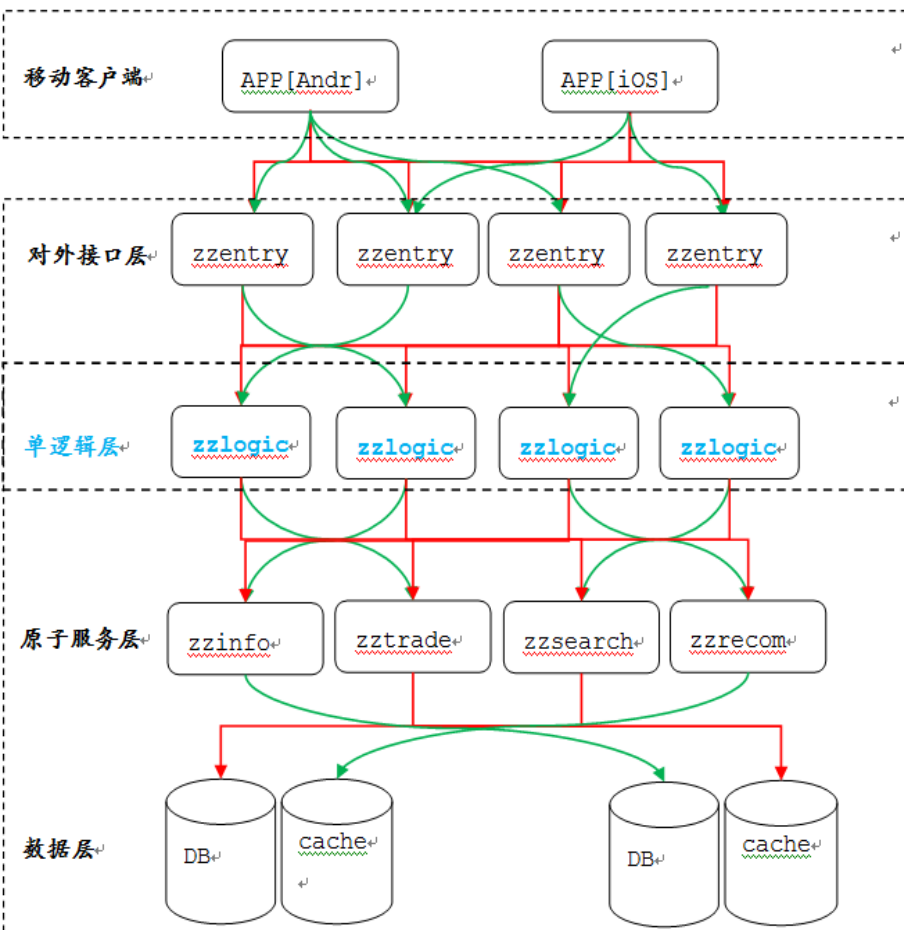 移动客户端
APP[Andr]
APP[iOS]
对外接口层
zzentry
zzentry
zzentry
zzentry
单逻辑层
zzlogic
zzlogic
zzlogic
zzlogic
原子服务层
zzinfo
zztrade
zzsearch
zzrecom
数据层
DB
cache
DB
cache